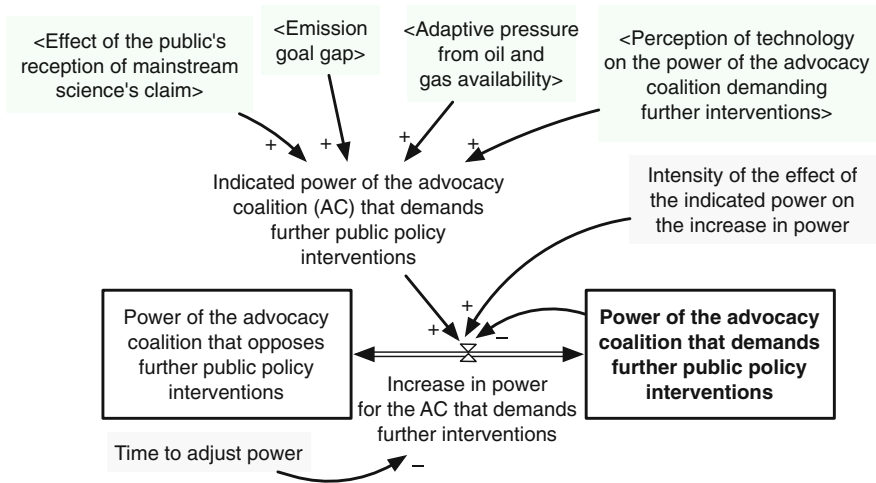 <Effect of the public's
reception of mainstream
science's claim>
<Emission
goal gap>
<Adaptive pressure
from oil and
gas availability>
<Perception of technology
on the power of the advocacy
coalition demanding
further interventions>
+
+
+
+
Indicated power of the advocacy
coalition (AC) that demands
further public policy
interventions
Intensity of the effect of
the indicated power on
the increase in power
+
+
–
Power of the advocacy
coalition that opposes
further public policy
interventions
Power of the advocacy
coalition that demands
further public policy
interventions
Increase in power
for the AC that demands
further interventions
Time to adjust power
–